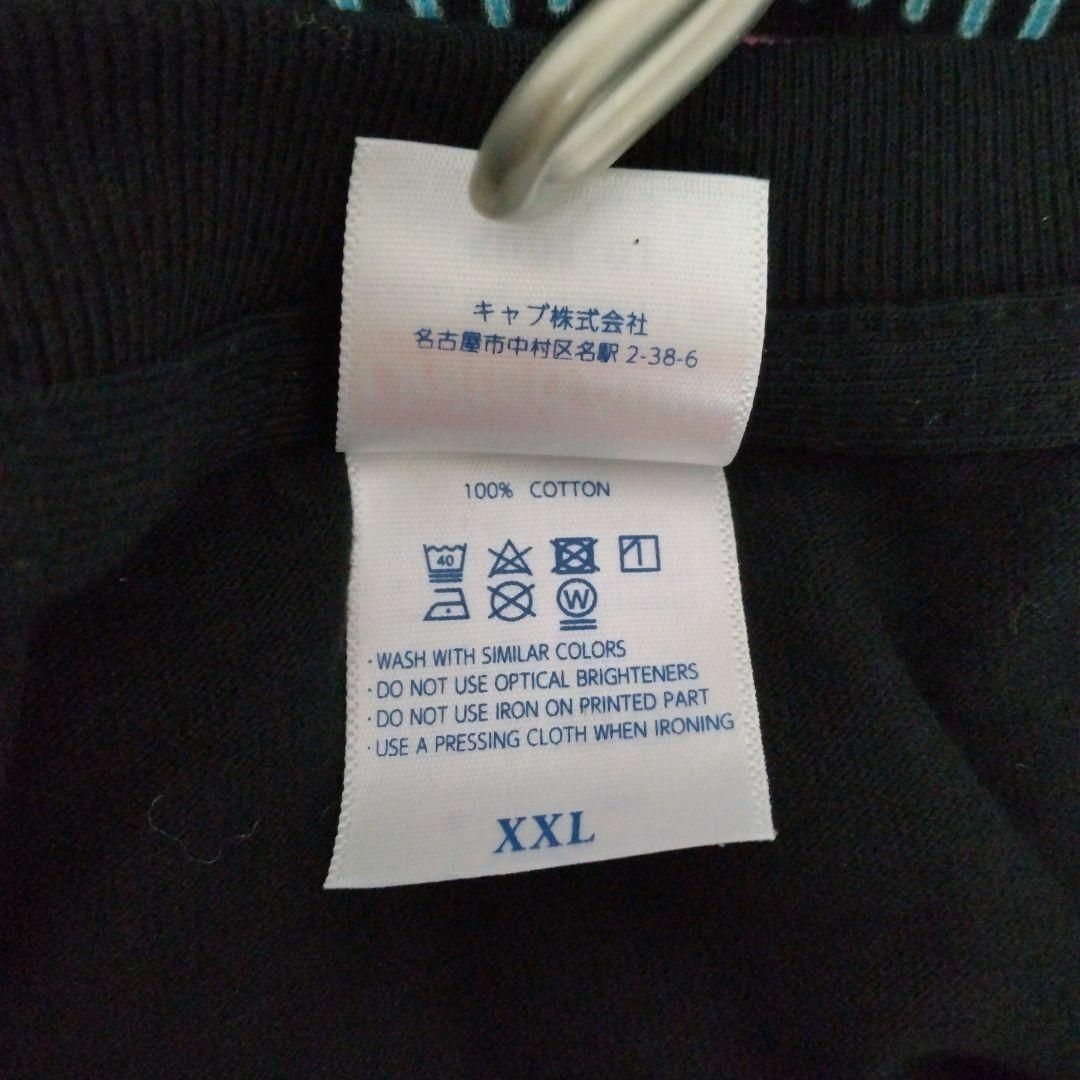 キャブ株式会社
名古屋市中村区名駅 2-38-6
100% COTTON
40
W
・WASH WITH SIMILAR COLORS
・DO NOT USE OPTICAL BRIGHTENERS
・DO NOT USE IRON ON PRINTED PART
・USE A PRESSING CLOTH WHEN IRONING
XXL